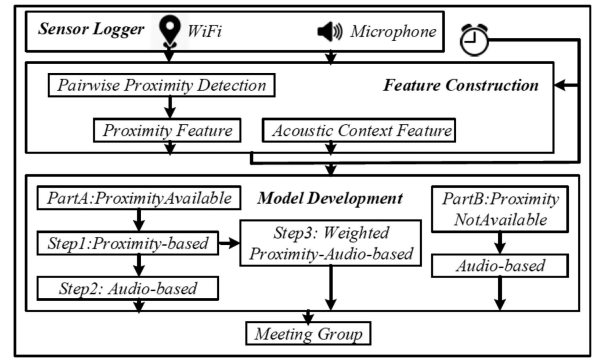 Sensor Logger WiFi Microphone
Pairwise Proximity Detection Feature Construction
Proximity Feature Acoustic Context Feature
PartA:ProximityAvailable Model Development PartB:Proximity
NotAvailable
Step1:Proximity-based Step3: Weighted
Proximity-Audio-based
Audio-based
Step2: Audio-based
Meeting Group